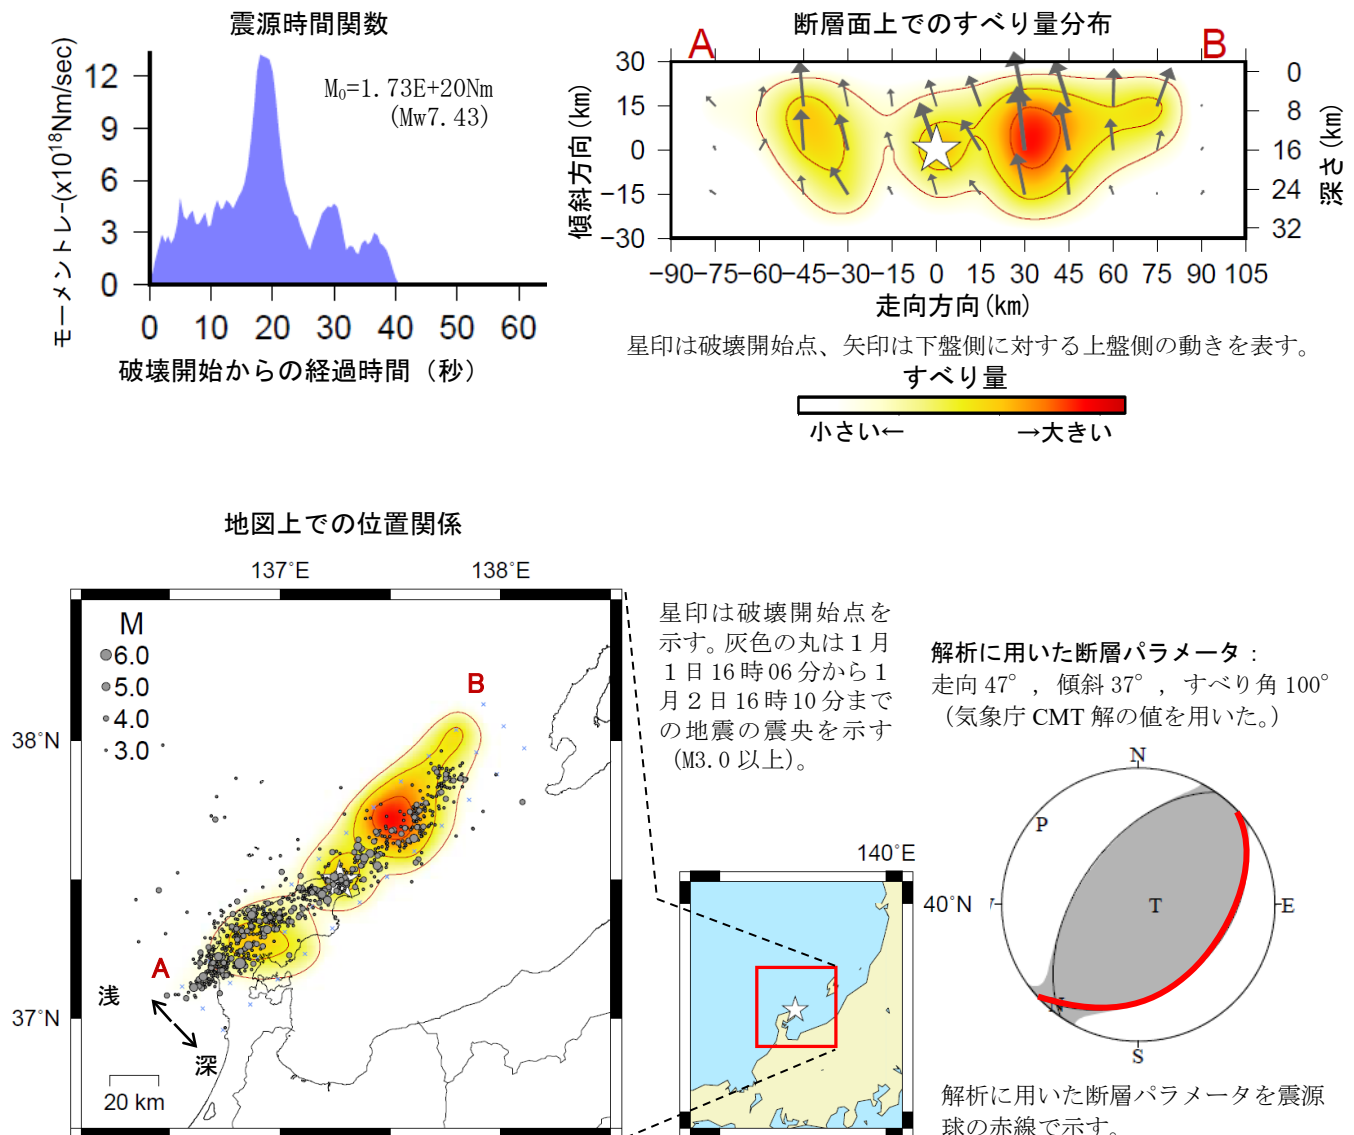 震源時間関数
M₀=1.73E+20Nm
(Mw7.43)
モーメントレート(x10¹⁸Nm/sec)
12
9
6
3
0
0 10 20 30 40 50 60
破壊開始からの経過時間（秒）
断層面上でのすべり量分布
A
B
傾斜方向(km)
30
15
0
−15
−30
0
8
16
24
32
深さ(km)
−90−75−60−45−30−15 0 15 30 45 60 75 90 105
走向方向(km)
星印は破壊開始点、矢印は下盤側に対する上盤側の動きを表す。
すべり量
小さい←
→大きい
地図上での位置関係
137°E
138°E
M
6.0
5.0
4.0
3.0
B
38°N
A
浅
37°N
深
20 km
星印は破壊開始点を
示す。灰色の丸は１月
１日16時06分から１
月２日16時10分まで
の地震の震央を示す
（M3.0以上）。
140°E
40°N
解析に用いた断層パラメータ：
走向47°，傾斜37°，すべり角100°
（気象庁CMT解の値を用いた。）
N
P
T
E
N
S
解析に用いた断層パラメータを震源
球の赤線で示す。